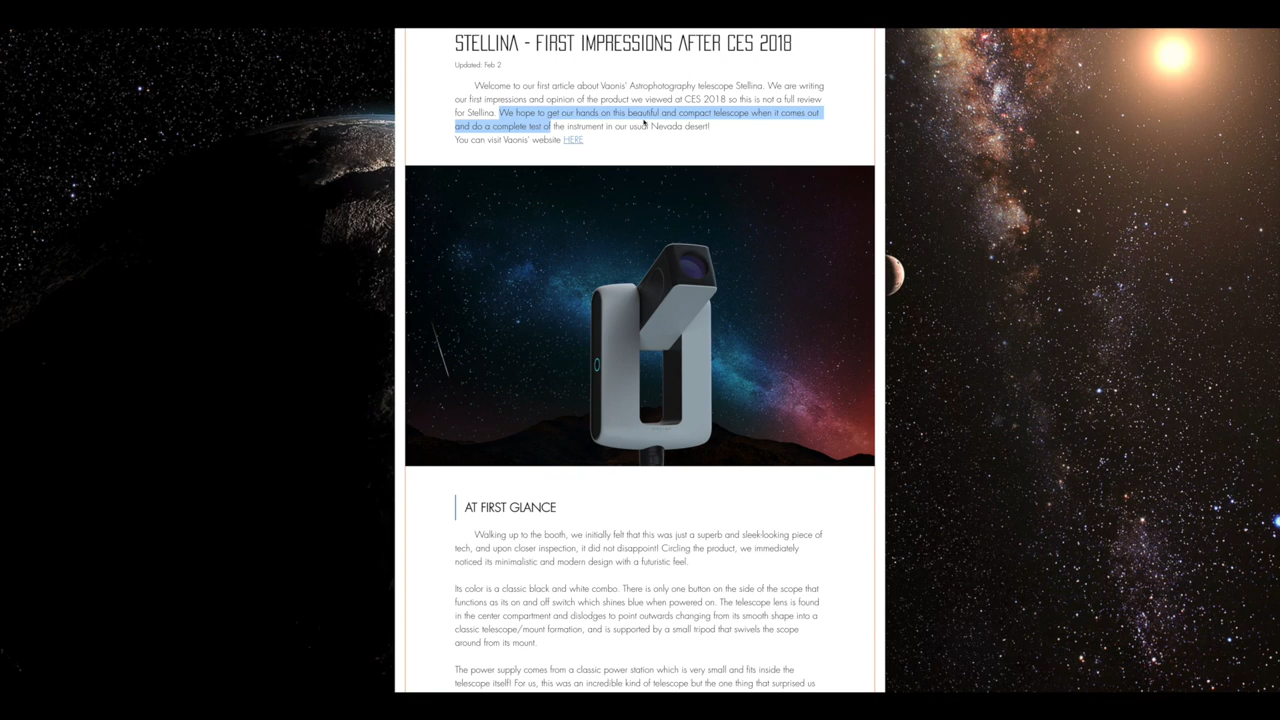 STELLINA - FIRST IMPRESSIONS AFTER CES 2018
Updated: Feb 2
Welcome to our first article about Vaonis' Astrophotography telescope Stellina. We are writing
our first impressions and opinion of the product we viewed at CES 2018 so this is not a full review
for Stellina. We hope to get our hands on this beautiful and compact telescope when it comes out
and do a complete test of the instrument in our usual Nevada desert!
You can visit Vaonis' website HERE
AT FIRST GLANCE
Walking up to the booth, we initially felt that this was just a superb and sleek-looking piece of
tech, and upon closer inspection, it did not disappoint! Circling the product, we immediately
noticed its minimalistic and modern design with a futuristic feel.
Its color is a classic black and white combo. There is only one button on the side of the scope that
functions as its on and off switch which shines blue when powered on. The telescope lens is found
in the center compartment and dislodges to point outwards changing from its smooth shape into a
classic telescope/mount formation, and is supported by a small tripod that swivels the scope
around from its mount.
The power supply comes from a classic power station which is very small and fits inside the
telescope itself! For us, this was an incredible kind of telescope but the one thing that surprised us